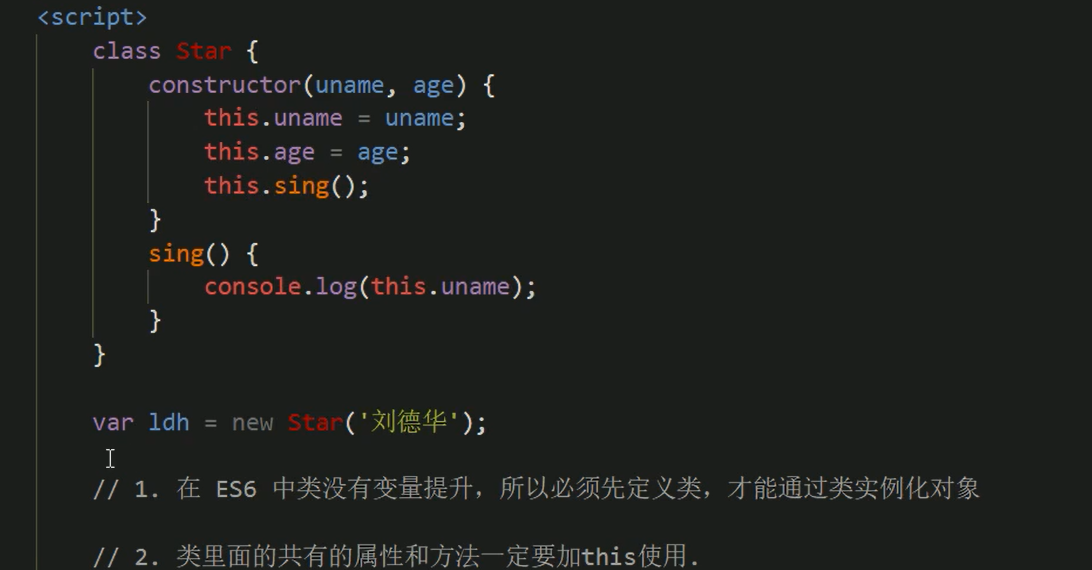 <script>
class Star {
constructor(uname, age) {
this.uname = uname;
this.age = age;
this.sing();
}
sing() {
console.log(this.uname);
}
}
var ldh = new Star('刘德华');
// 1. 在 ES6 中类没有变量提升，所以必须先定义类，才能通过类实例化对象
// 2. 类里面的共有的属性和方法一定要加this使用.